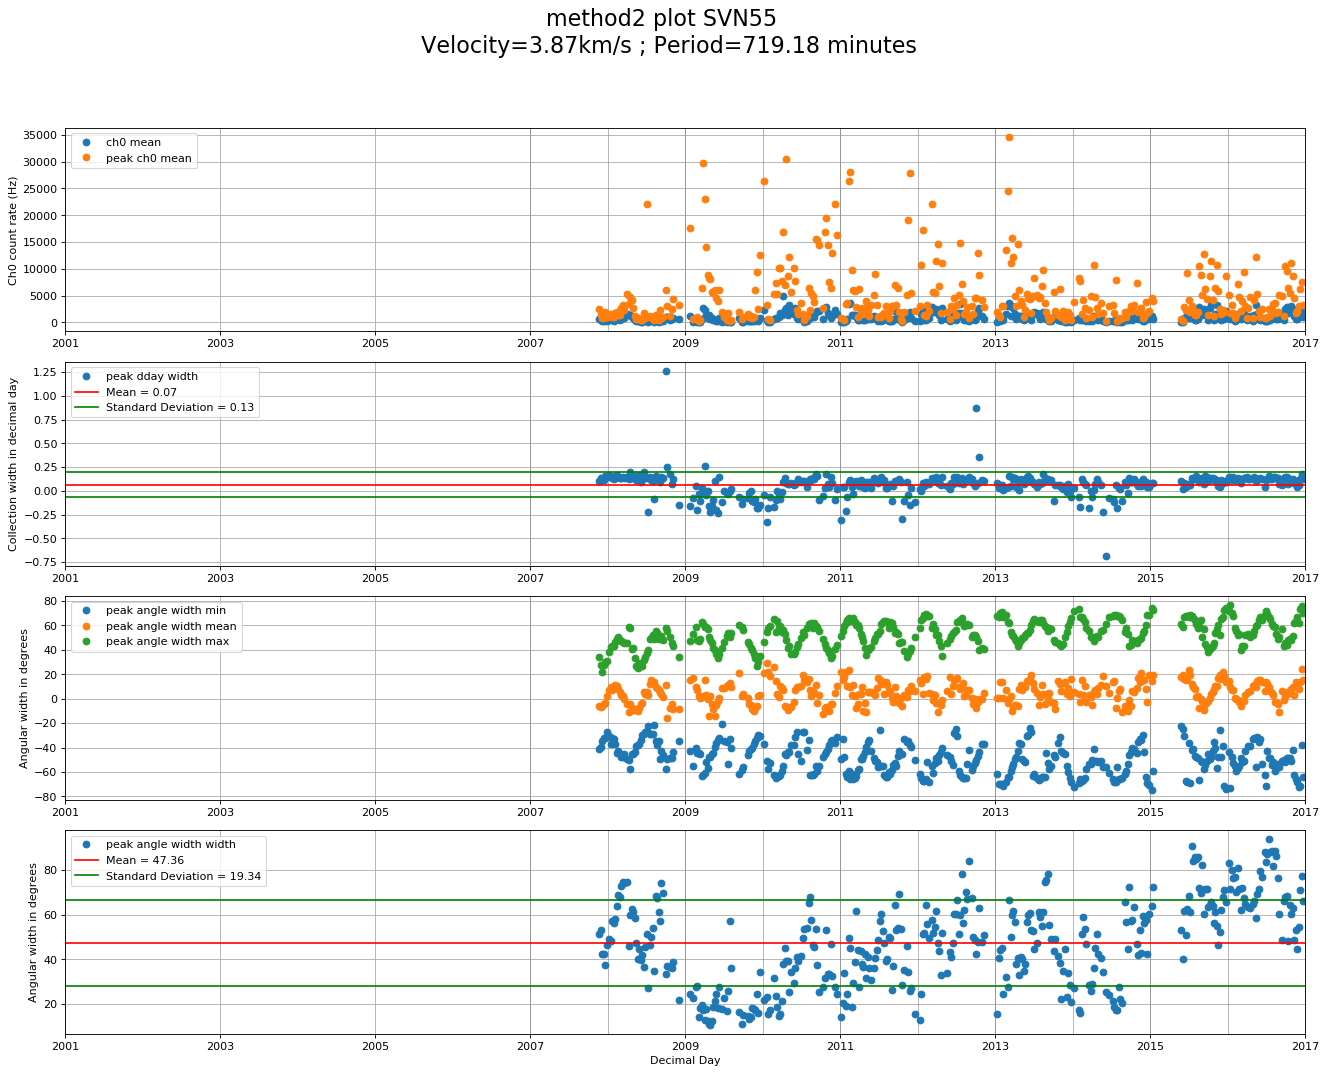 method2 plot SVN55
Velocity=3.87km/s ; Period=719.18 minutes
Ch0 count rate (Hz)
35000
30000
25000
20000
15000
10000
5000
0
ch0 mean
peak ch0 mean
2001 2003 2005 2007 2009 2011 2013 2015 2017
Collection width in decimal day
1.25
1.00
0.75
0.50
0.25
0.00
−0.25
−0.50
−0.75
peak dday width
Mean = 0.07
Standard Deviation = 0.13
2001 2003 2005 2007 2009 2011 2013 2015 2017
Angular width in degrees
80
60
40
20
0
−20
−40
−60
−80
peak angle width min
peak angle width mean
peak angle width max
2001 2003 2005 2007 2009 2011 2013 2015 2017
Angular width in degrees
80
60
40
20
peak angle width width
Mean = 47.36
Standard Deviation = 19.34
2001 2003 2005 2007 2009 2011 2013 2015 2017
Decimal Day